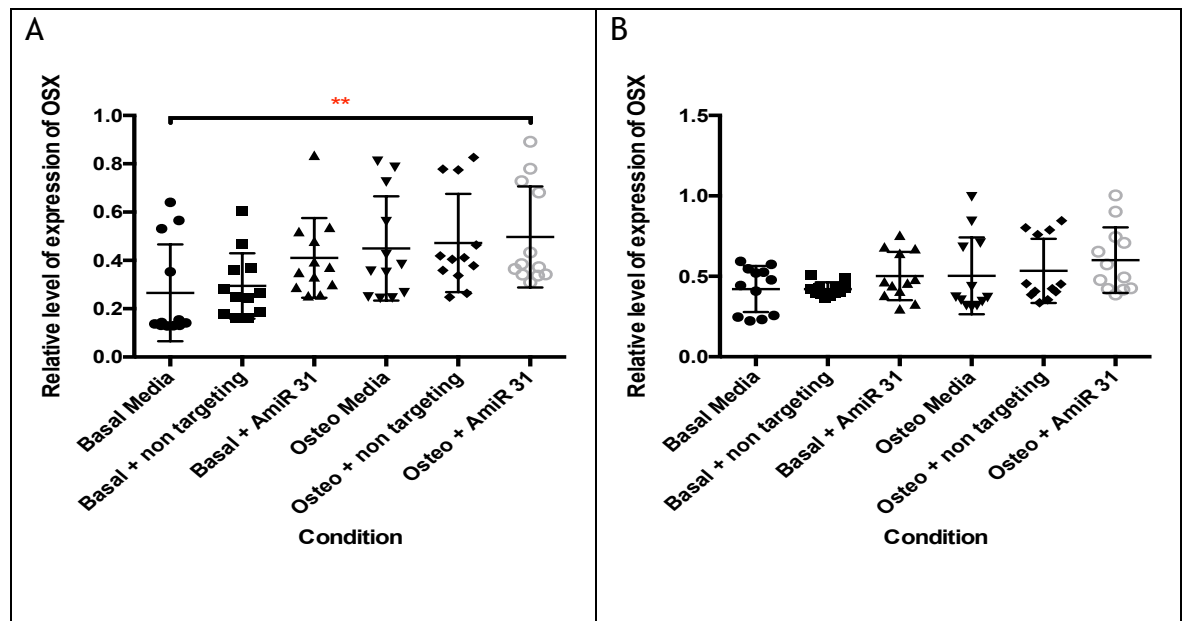 A
Relative level of expression of OSX
**
1.0
0.8
0.6
0.4
0.2
0.0
Basal Media
Basal + non targeting
Basal + AmiR 31
Osteo Media
Osteo + non targeting
Osteo + AmiR 31
Condition
B
Relative level of expression of OSX
1.5
1.0
0.5
0.0
Basal Media
Basal + non targeting
Basal + AmiR 31
Osteo Media
Osteo + non targeting
Osteo + AmiR 31
Condition